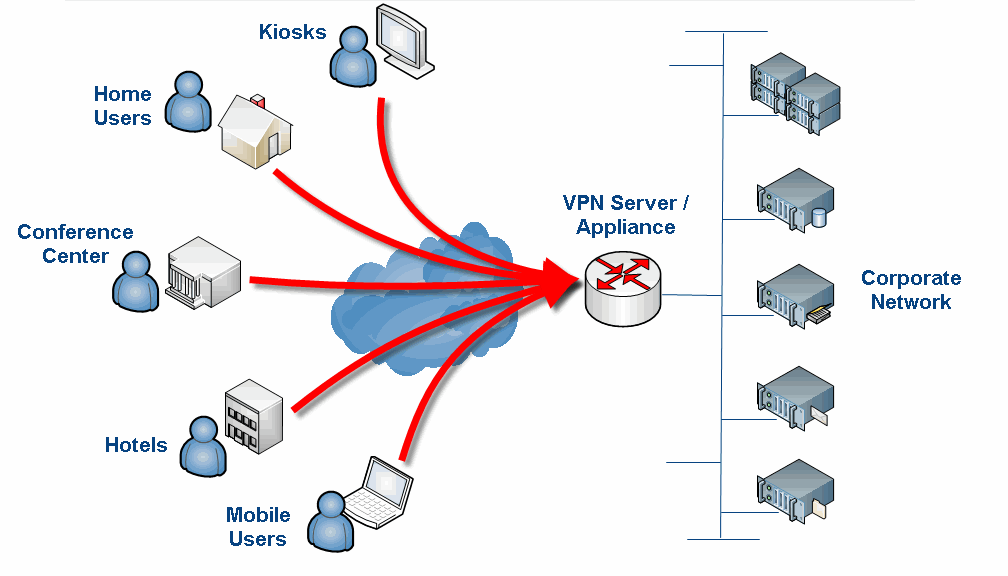 Kiosks
Home
Users
Conference
Center
Hotels
Mobile
Users
VPN Server /
Appliance
Corporate
Network